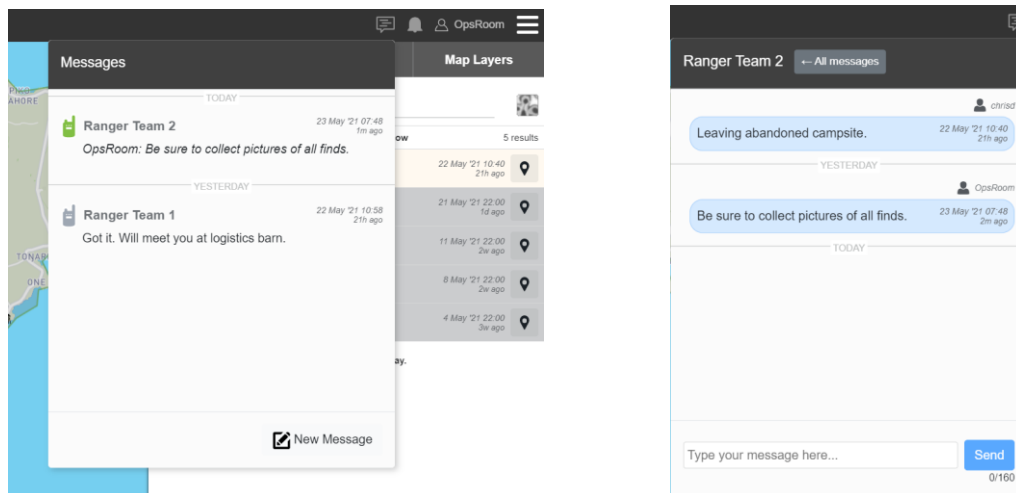 OpsRoom
Messages
Map Layers
TODAY
Ranger Team 2
23 May '21 07:48
1m ago
OpsRoom: Be sure to collect pictures of all finds.
YESTERDAY
Ranger Team 1
22 May '21 10:58
21h ago
Got it. Will meet you at logistics barn.
New Message
AHORE
TONAB
ONE
ow
5 results
22 May '21 10:40
21h ago
21 May '21 22:00
1d ago
11 May '21 22:00
2w ago
8 May '21 22:00
2w ago
4 May '21 22:00
3w ago
ay.
Ranger Team 2
← All messages
chrisd
Leaving abandoned campsite.
22 May '21 10:40
21h ago
YESTERDAY
OpsRoom
Be sure to collect pictures of all finds.
23 May '21 07:48
2m ago
TODAY
Type your message here...
Send
0/160